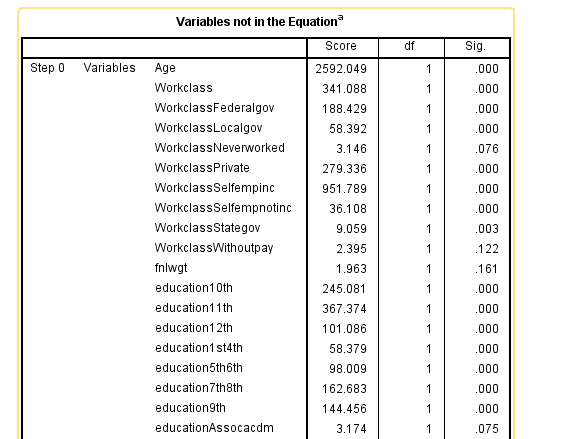 Variables not in the Equationa
Score df Sig.
Step 0 Variables Age 2592.049 1 .000
Workclass 341.088 1 .000
WorkclassFederalgov 188.429 1 .000
WorkclassLocalgov 58.392 1 .000
WorkclassNeverworked 3.146 1 .076
WorkclassPrivate 279.336 1 .000
WorkclassSelfempinc 951.789 1 .000
WorkclassSelfempnotinc 36.108 1 .000
WorkclassStategov 9.059 1 .003
WorkclassWithoutpay 2.395 1 .122
fnlwgt 1.963 1 .161
education10th 245.081 1 .000
education11th 367.374 1 .000
education12th 101.086 1 .000
education1st4th 58.379 1 .000
education5th6th 98.009 1 .000
education7th8th 162.683 1 .000
education9th 144.456 1 .000
educationAssocacdm 3.174 1 .075